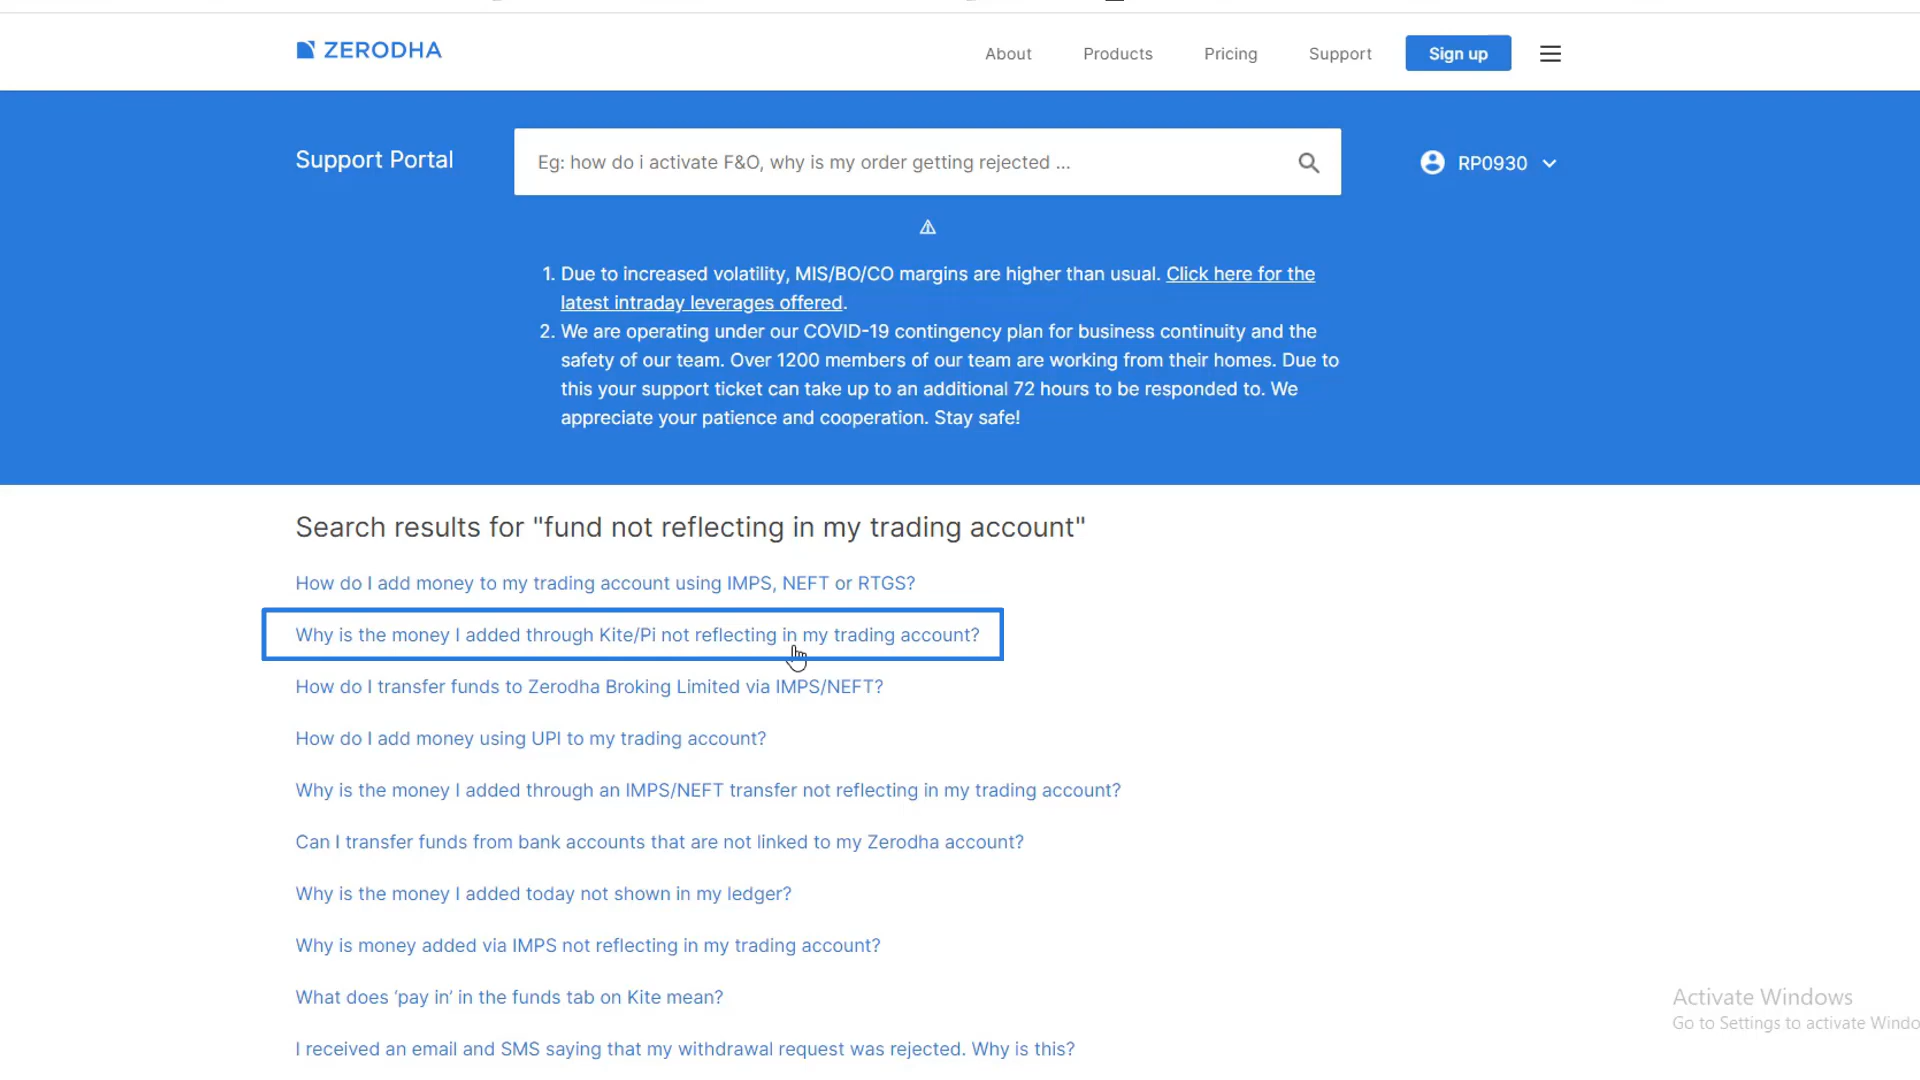 ZERODHA
About
Products
Pricing
Support
Sign up
Support Portal
Eg: how do i activate F&O, why is my order getting rejected ...
RP0930
1. Due to increased volatility, MIS/BO/CO margins are higher than usual. Click here for the
latest intraday leverages offered.
2. We are operating under our COVID-19 contingency plan for business continuity and the
safety of our team. Over 1200 members of our team are working from their homes. Due to
this your support ticket can take up to an additional 72 hours to be responded to. We
appreciate your patience and cooperation. Stay safe!
Search results for "fund not reflecting in my trading account"
How do I add money to my trading account using IMPS, NEFT or RTGS?
Why is the money I added through Kite/Pi not reflecting in my trading account?
How do I transfer funds to Zerodha Broking Limited via IMPS/NEFT?
How do I add money using UPI to my trading account?
Why is the money I added through an IMPS/NEFT transfer not reflecting in my trading account?
Can I transfer funds from bank accounts that are not linked to my Zerodha account?
Why is the money I added today not shown in my ledger?
Why is money added via IMPS not reflecting in my trading account?
What does ‘pay in’ in the funds tab on Kite mean?
I received an email and SMS saying that my withdrawal request was rejected. Why is this?
Activate Windows
Go to Settings to activate Windo